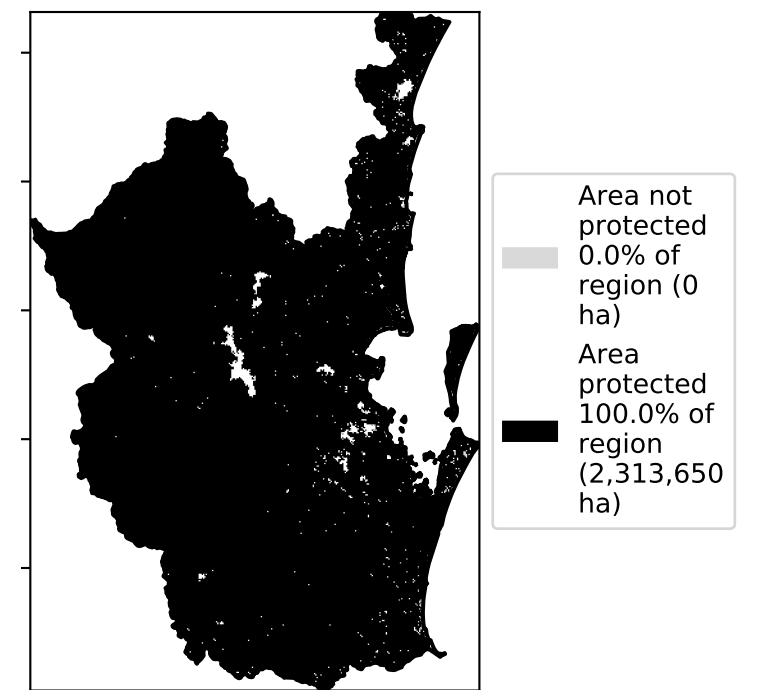 Area not
protected
0.0% of
region (0
ha)
Area
protected
100.0% of
region
(2,313,650
ha)